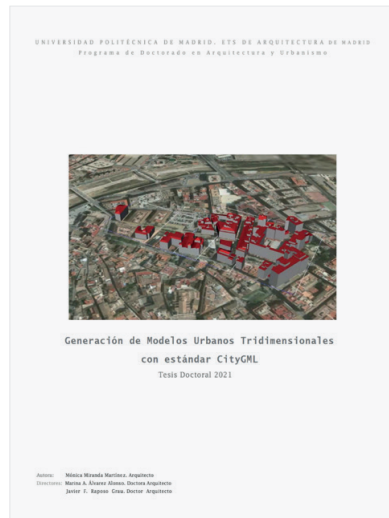 UNIVERSIDAD POLITÉCNICA DE MADRID. ETS DE ARQUITECTURA DE MADRID
Programa de Doctorado en Arquitectura y Urbanismo
Generación de Modelos Urbanos Tridimensionales
con estándar CityGML
Tesis Doctoral 2021
Autora: Mónica Miranda Martínez. Arquitecto
Directores: Marina A. Álvarez Alonso. Doctora Arquitecto
Javier F. Raposo Grau. Doctor Arquitecto